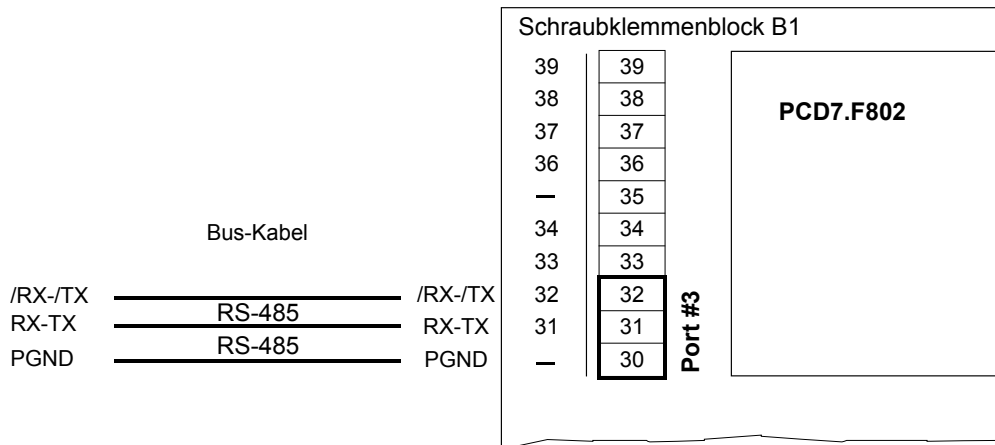 Schraubklemmenblock B1
39 39
38 38
37 37
36 36
– 35
34 34
33 33
32 32
31 31
– 30
Port #3
PCD7.F802
Bus-Kabel
/RX-/TX RS-485 /RX-/TX
RX-TX RS-485 RX-TX
PGND PGND